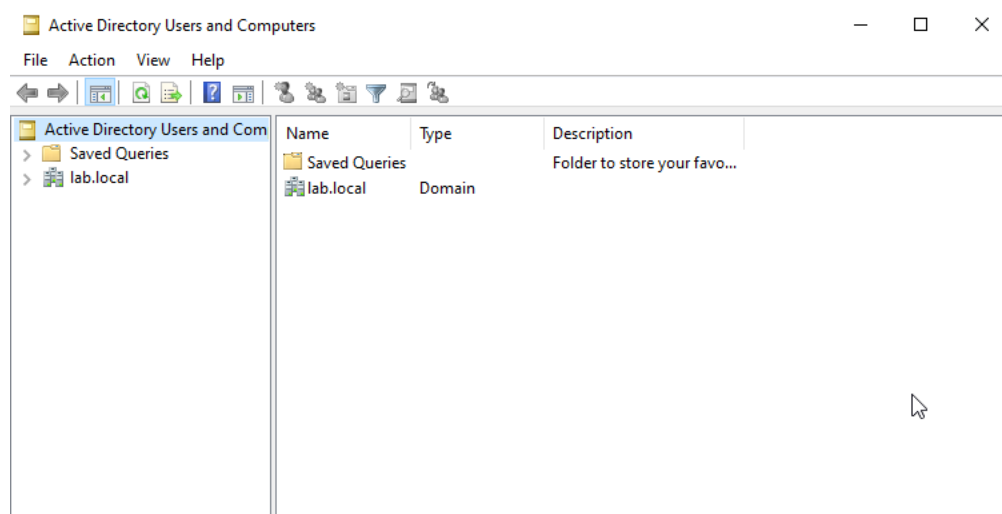 Active Directory Users and Computers
File Action View Help
Active Directory Users and Com
Saved Queries
lab.local
Name Type Description
Saved Queries Folder to store your favo...
lab.local Domain